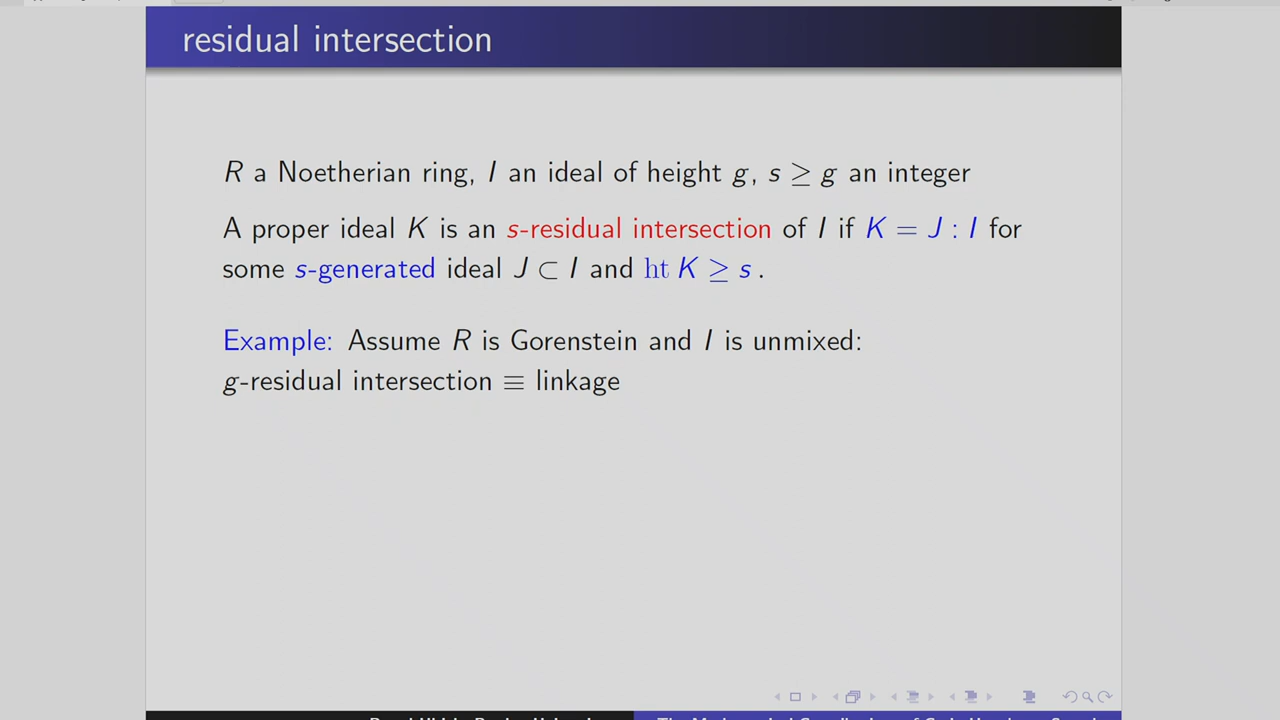 residual intersection
R a Noetherian ring, I an ideal of height g, s ≥ g an integer
A proper ideal K is an s-residual intersection of I if K = J : I for
some s-generated ideal J ⊂ I and ht K ≥ s .
Example: Assume R is Gorenstein and I is unmixed:
g-residual intersection ≡ linkage